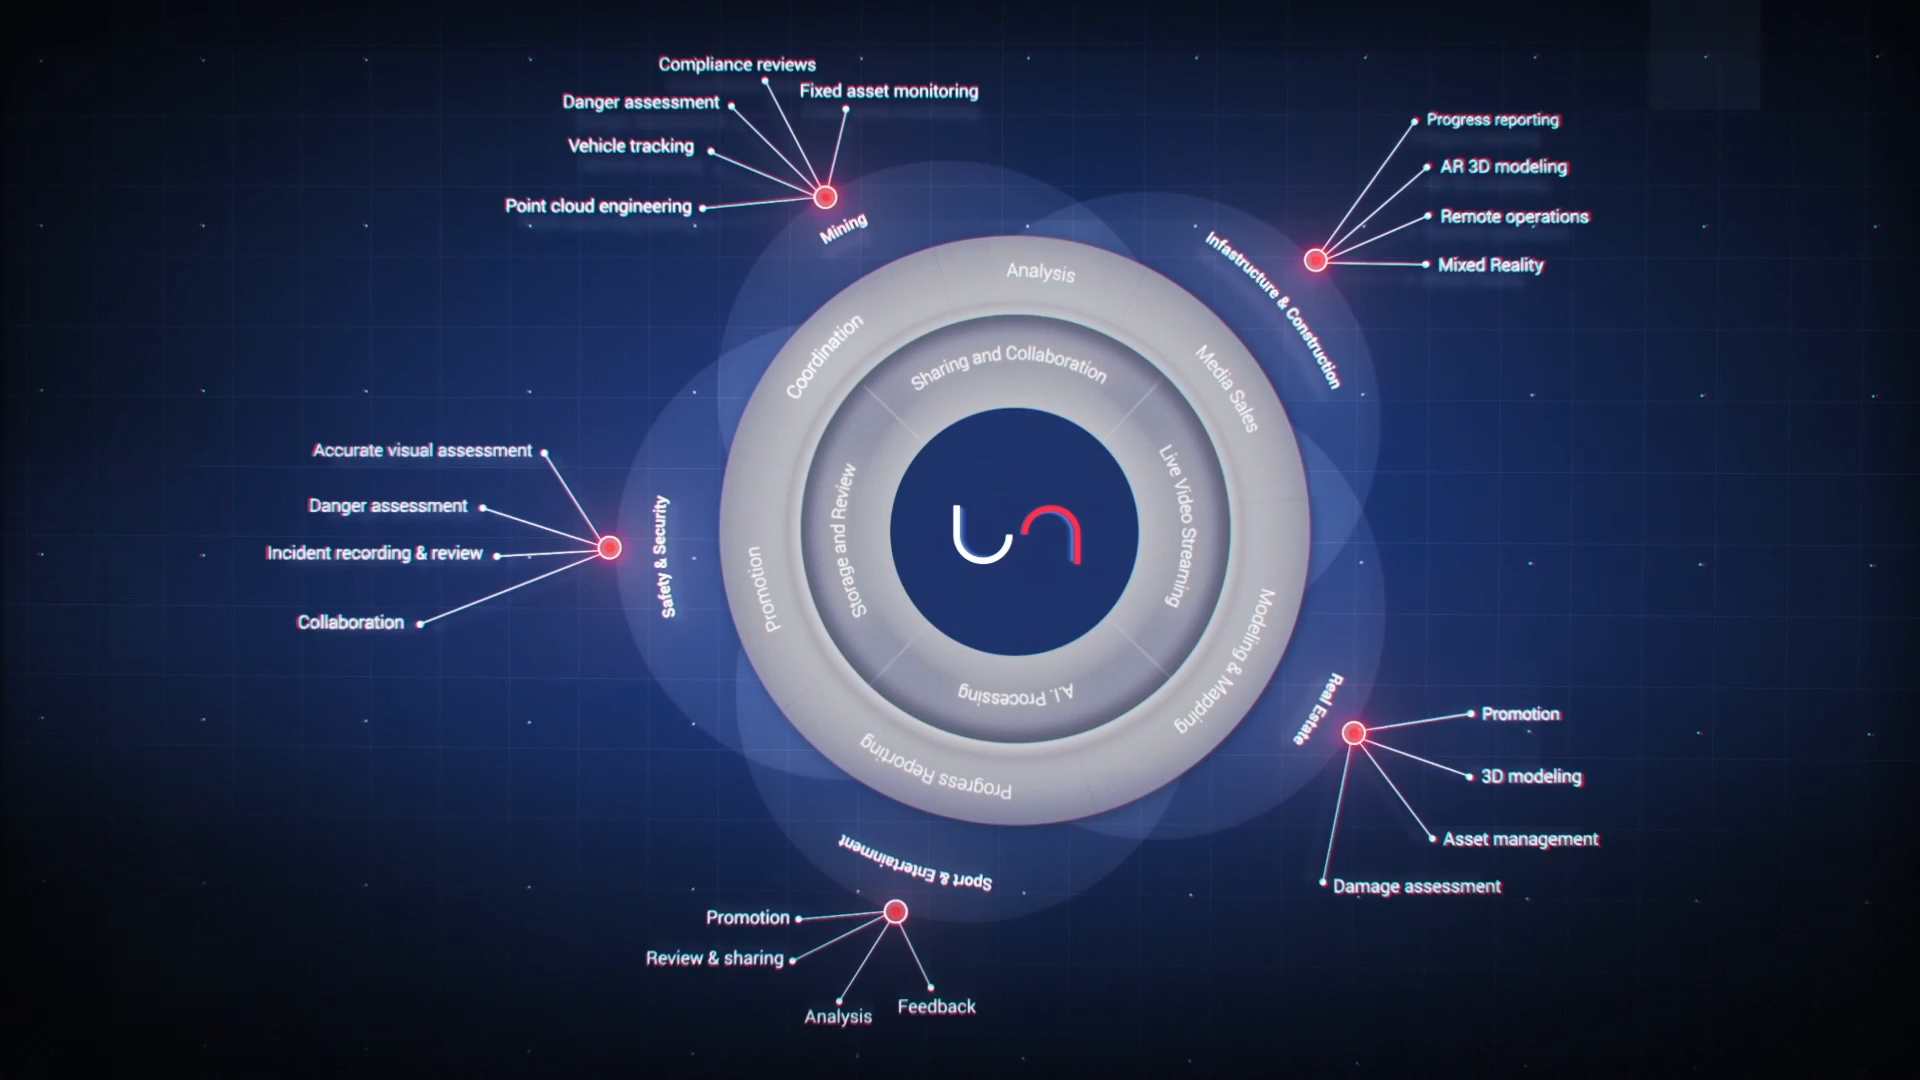 Compliance reviews
Fixed asset monitoring
Danger assessment
Vehicle tracking
Point cloud engineering
Mining
Progress reporting
AR 3D modeling
Remote operations
Mixed Reality
Infastructure & Construction
Analysis
Coordination
Media Sales
Sharing and Collaboration
Live Video Streaming
Storage and Review
A.I. Processing
Promotion
Modeling & Mapping
Progress Reporting
Accurate visual assessment
Danger assessment
Incident recording & review
Collaboration
Safety & Security
Real Estate
Promotion
3D modeling
Asset management
Damage assessment
Sport & Entertainment
Promotion
Review & sharing
Analysis
Feedback